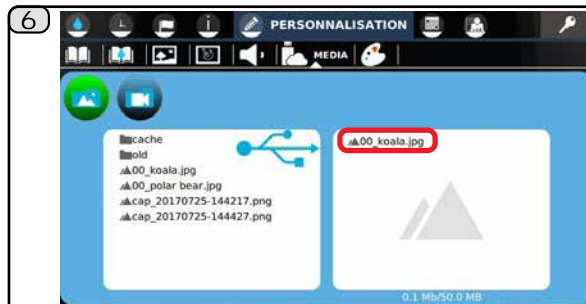 6
PERSONNALISATION
MEDIA
cache
old
00_koala.jpg
00_polar bear.jpg
cap_20170725-144217.png
cap_20170725-144427.png
00_koala.jpg
0.1 Mb/50.0 MB